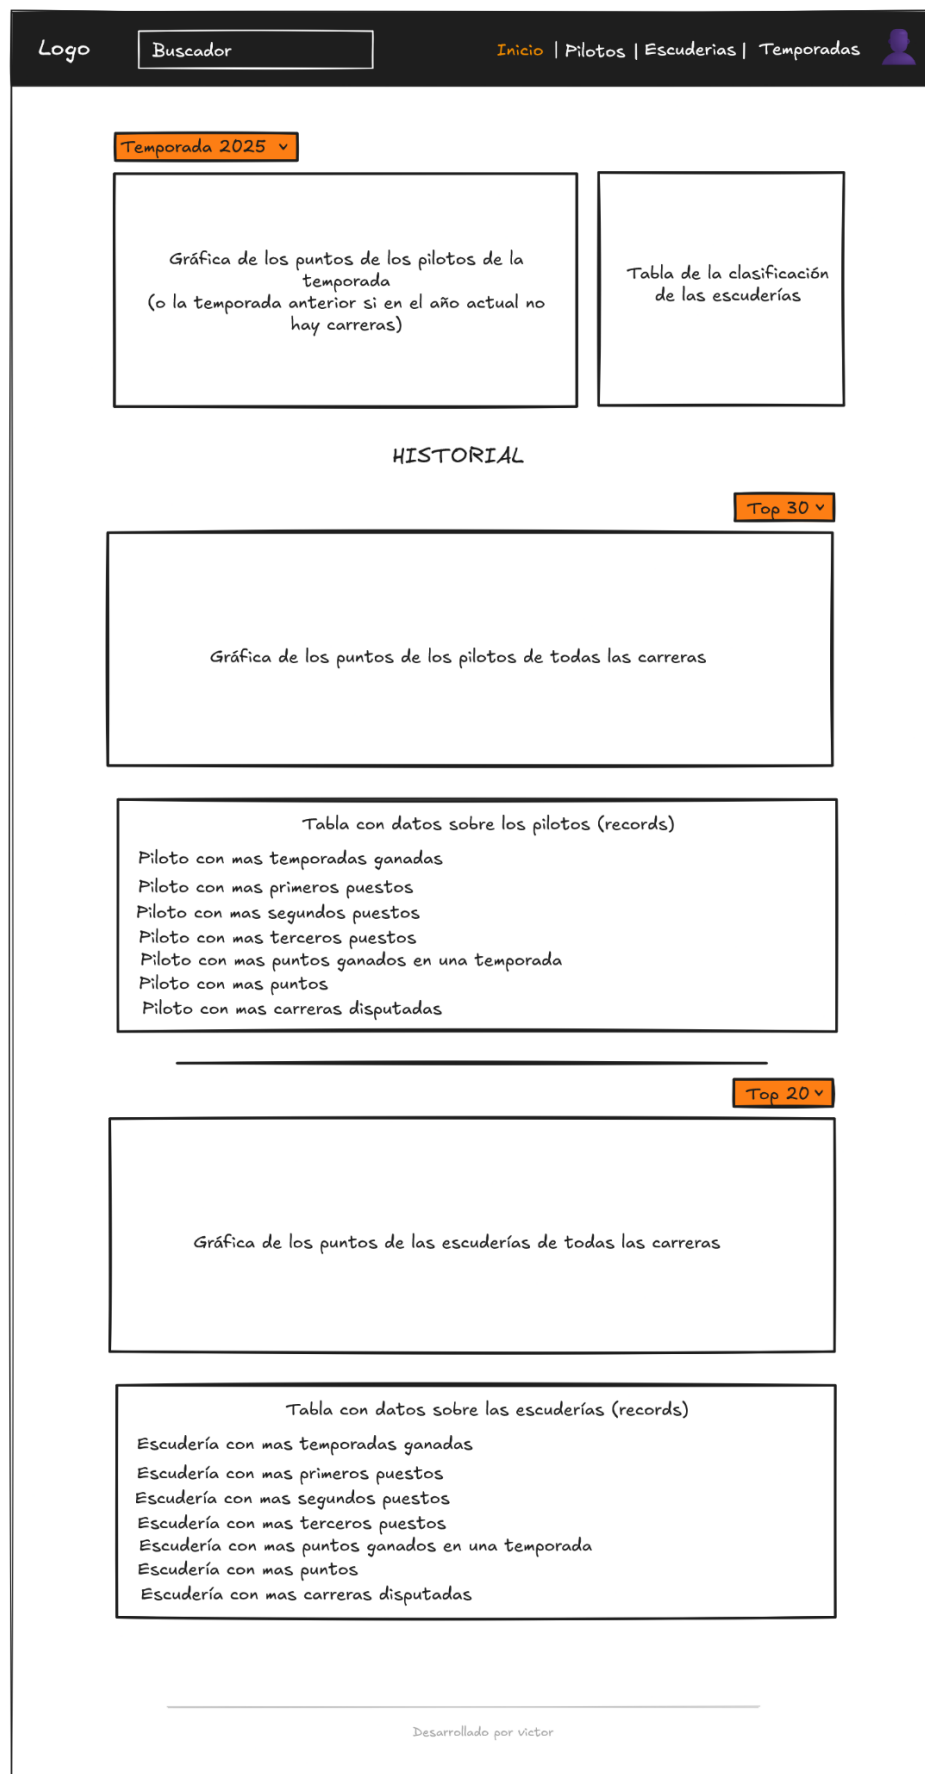 Logo
Buscador
Inicio | Pilotos | Escuderias | Temporadas
Temporada 2025
Gráfica de los puntos de los pilotos de la
temporada
(o la temporada anterior si en el año actual no
hay carreras)
Tabla de la clasificación
de las escuderías
HISTORIAL
Top 30
Gráfica de los puntos de los pilotos de todas las carreras
Tabla con datos sobre los pilotos (records)
Piloto con mas temporadas ganadas
Piloto con mas primeros puestos
Piloto con mas segundos puestos
Piloto con mas terceros puestos
Piloto con mas puntos ganados en una temporada
Piloto con mas puntos
Piloto con mas carreras disputadas
Top 20
Gráfica de los puntos de las escuderías de todas las carreras
Tabla con datos sobre las escuderías (records)
Escudería con mas temporadas ganadas
Escudería con mas primeros puestos
Escudería con mas segundos puestos
Escudería con mas terceros puestos
Escudería con mas puntos ganados en una temporada
Escudería con mas puntos
Escudería con mas carreras disputadas
Desarrollado por victor